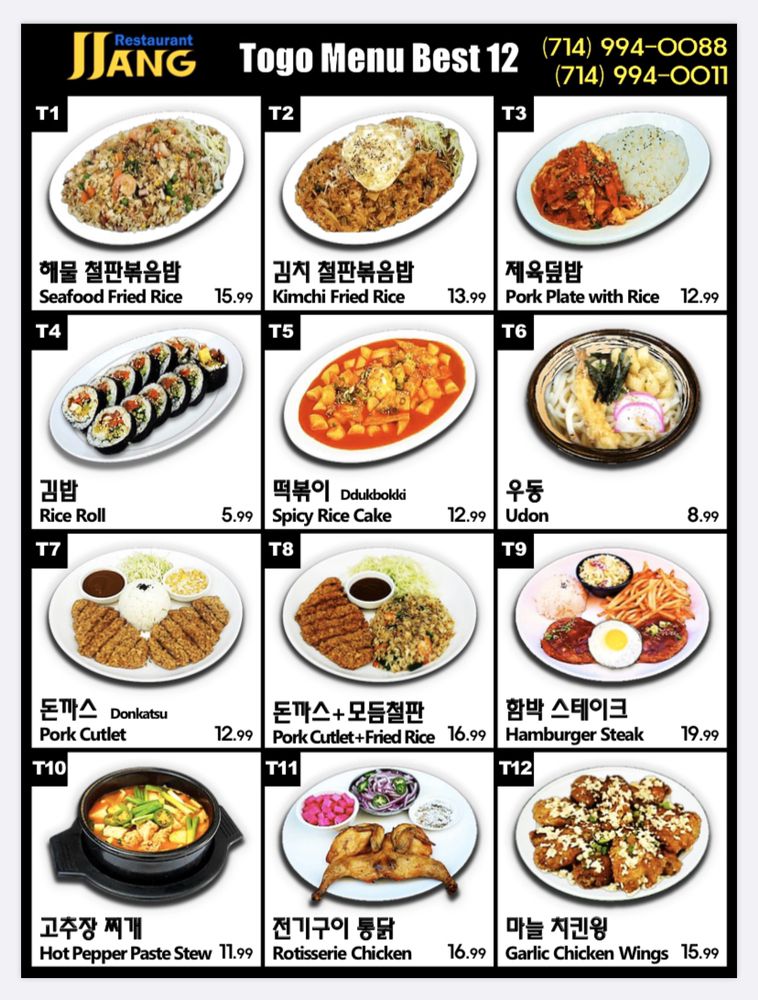 JJANG Restaurant
Togo Menu Best 12
(714) 994-0088
(714) 994-0011
T1
해물 철판볶음밥
Seafood Fried Rice 15.99
T2
김치 철판볶음밥
Kimchi Fried Rice 13.99
T3
제육덮밥
Pork Plate with Rice 12.99
T4
김밥
Rice Roll 5.99
T5
떡볶이 Ddukbokki
Spicy Rice Cake 12.99
T6
우동
Udon 8.99
T7
돈까스 Donkatsu
Pork Cutlet 12.99
T8
돈까스+모듬철판
Pork Cutlet+Fried Rice 16.99
T9
함박 스테이크
Hamburger Steak 19.99
T10
고추장 찌개
Hot Pepper Paste Stew 11.99
T11
전기구이 통닭
Rotisserie Chicken 16.99
T12
마늘 치킨윙
Garlic Chicken Wings 15.99